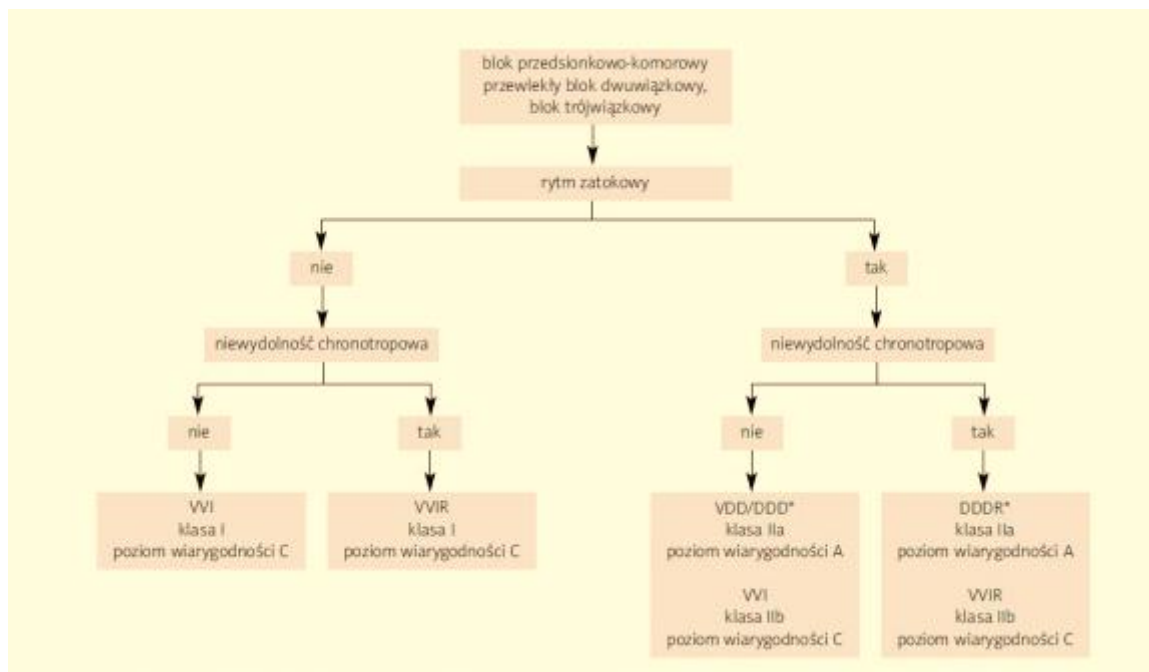 blok przedsionkowo-komorowy
przewlekły blok dwuwiązkowy,
blok trójwiązkowy
rytm zatokowy
nie
tak
niewydolność chronotropowa
niewydolność chronotropowa
nie
tak
nie
tak
VVI
klasa I
poziom wiarygodności C
VVIR
klasa I
poziom wiarygodności C
VDD/DDD*
klasa IIa
poziom wiarygodności A
VVI
klasa IIb
poziom wiarygodności C
DDDR*
klasa IIa
poziom wiarygodności A
VVIR
klasa IIb
poziom wiarygodności C